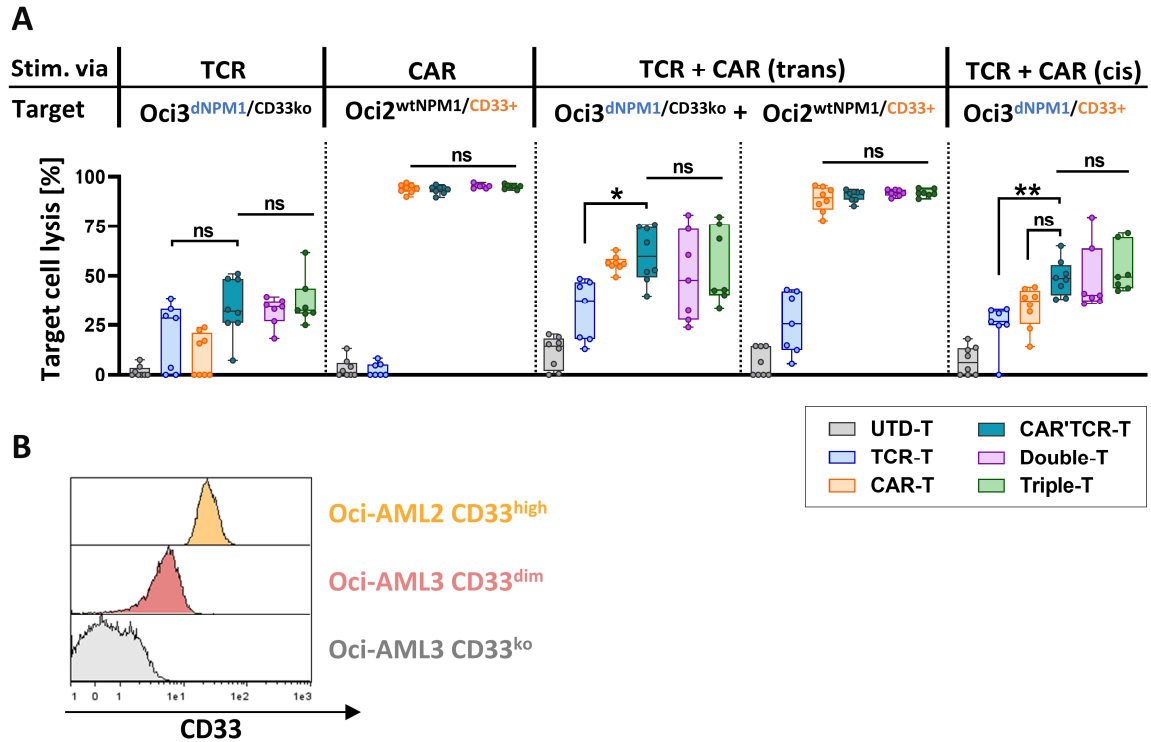 A
Stim. via TCR CAR TCR + CAR (trans) TCR + CAR (cis)
Target Oci3dNPM1/CD33ko Oci2wtNPM1/CD33+ Oci3dNPM1/CD33ko + Oci2wtNPM1/CD33+ Oci3dNPM1/CD33+
Target cell lysis [%]
100
75
50
25
0
ns
ns
ns
*
ns
ns
**
ns
ns
UTD-T
TCR-T
CAR-T
CAR'TCR-T
Double-T
Triple-T
B
Oci-AML2 CD33high
Oci-AML3 CD33dim
Oci-AML3 CD33ko
1 0 1 1e1 1e2 1e3
CD33